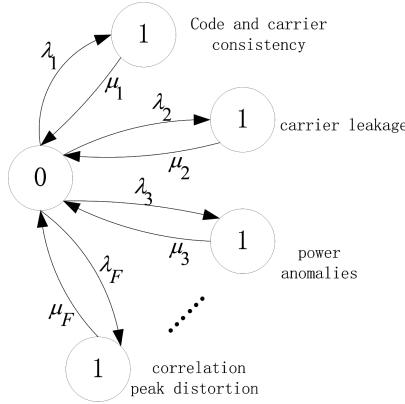 1
Code and carrier
consistency
λ1
μ1
λ2
1
carrier leakage
μ2
0
λ3
1
μ3
power
anomalies
λF
μF
1
correlation
peak distortion